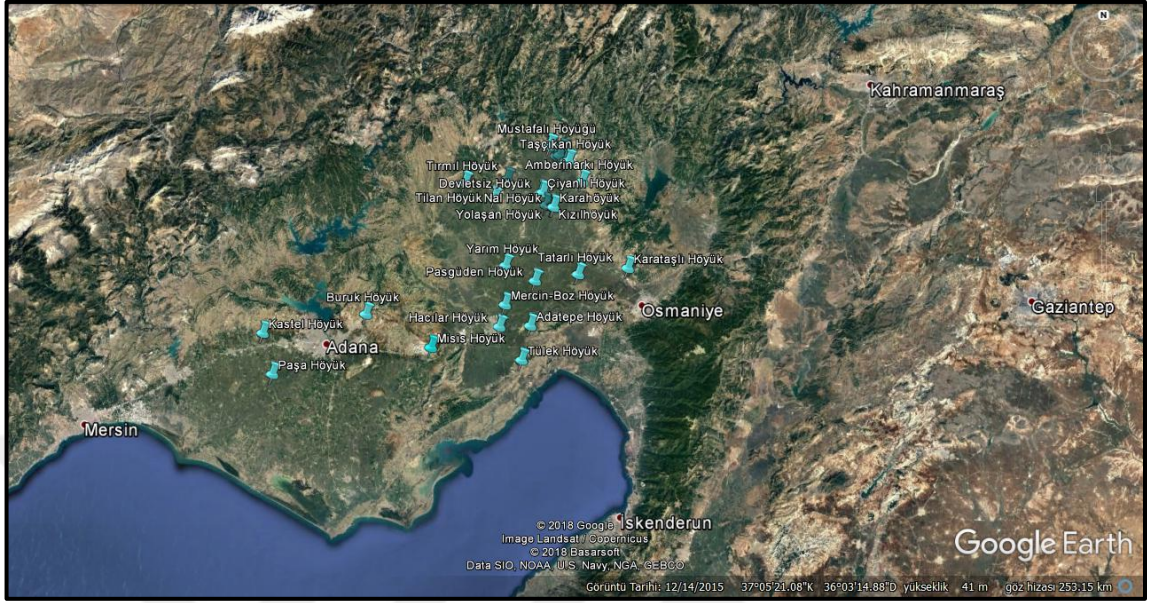 N
Kahramanmaraş
Mustafalı Höyüğü
Taşçıkan Höyük
Tırmıl Höyük
Amberinarkı Höyük
Devletsiz Höyük
Çiyanlı Höyük
Tilan Höyük
Nal Höyük
Karahöyük
Yolaşan Höyük
Kızılhöyük
Yarım Höyük
Tatarlı Höyük
Karataşlı Höyük
Pasgüden Höyük
Buruk Höyük
Mercin-Boz Höyük
Osmaniye
Gaziantep
Kastel Höyük
Hacılar Höyük
Adatepe Höyük
Adana
Misis Höyük
Tülek Höyük
Paşa Höyük
Mersin
İskenderun
© 2018 Google
Image Landsat / Copernicus
© 2018 Basarsoft
Data SIO, NOAA, U.S. Navy, NGA, GEBCO
Google Earth
Görüntü Tarihi: 12/14/2015 37°05'21.08"K 36°03'14.88"D yükseklik 41 m göz hizası 253.15 km